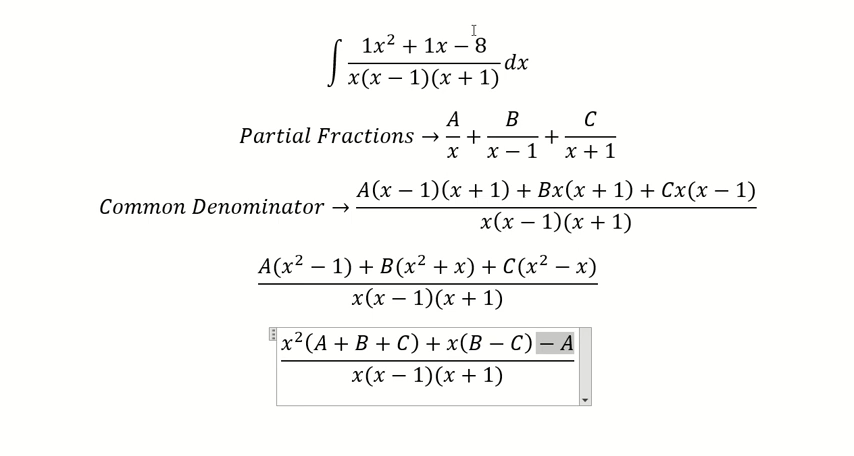 ∫ (1x² + 1x − 8)/(x(x − 1)(x + 1)) dx
Partial Fractions → A/x + B/(x − 1) + C/(x + 1)
Common Denominator → (A(x − 1)(x + 1) + Bx(x + 1) + Cx(x − 1))/(x(x − 1)(x + 1))
(A(x² − 1) + B(x² + x) + C(x² − x))/(x(x − 1)(x + 1))
(x²(A + B + C) + x(B − C) − A)/(x(x − 1)(x + 1))